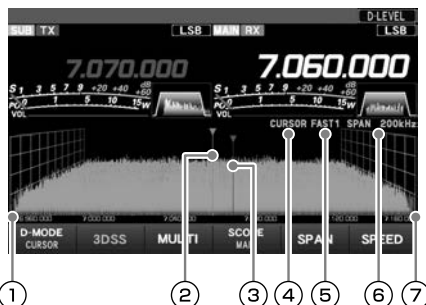 D-LEVEL
SUB TX LSB MAIN RX LSB
7.070.000 7.060.000
S 1 3 5 7 9 +20 +40 +60 dB S 1 3 5 7 9 +20 +40 +60 dB
PO 0 1 5 10 15W PO 0 1 5 10 15W
VOL VOL
CURSOR FAST1 SPAN 200kHz
7.000.000
D-MODE 3DSS MULTI SCOPE SPAN SPEED
CURSOR
① ② ③ ④ ⑤ ⑥ ⑦